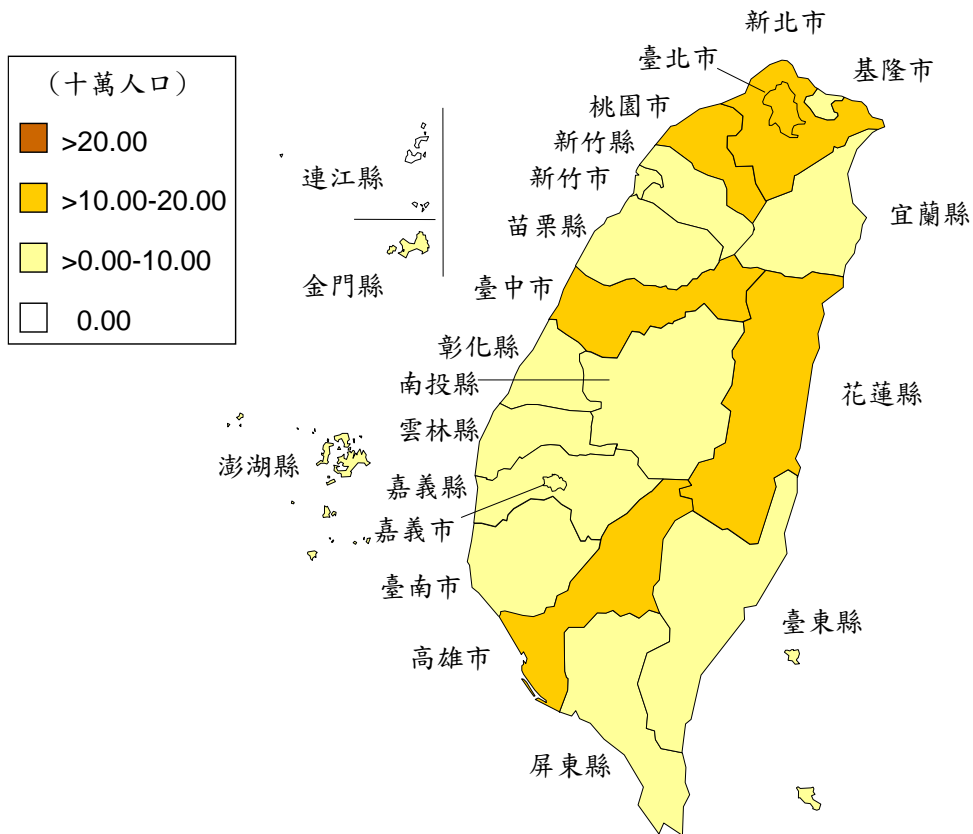 （十萬人口）
>20.00
>10.00-20.00
>0.00-10.00
0.00
新北市
臺北市
基隆市
桃園市
新竹縣
新竹市
苗栗縣
宜蘭縣
連江縣
金門縣
臺中市
彰化縣
南投縣
花蓮縣
雲林縣
澎湖縣
嘉義縣
嘉義市
臺南市
臺東縣
高雄市
屏東縣